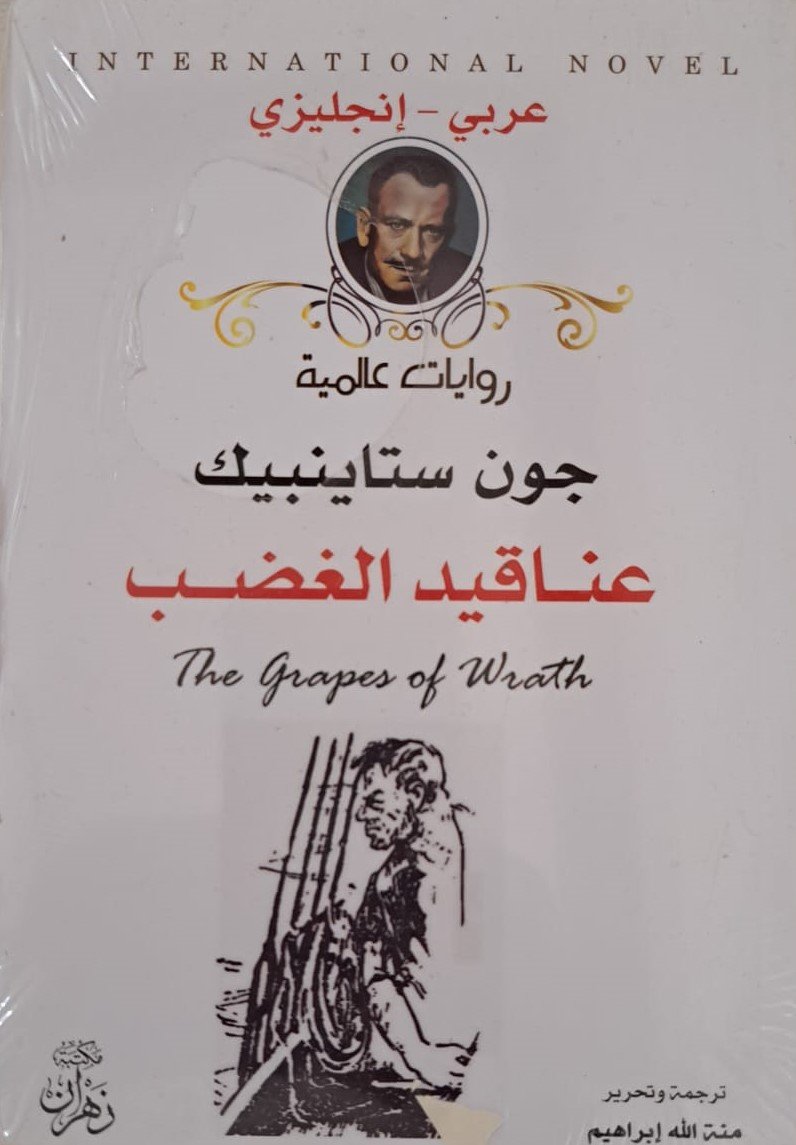 INTERNATIONAL NOVEL
عربي - إنجليزي
روايات عالمية
جون ستاينبيك
عناقيد الغضب
The Grapes of Wrath
مكتبة
زهران
ترجمة وتحرير
منة الله إبراهيم